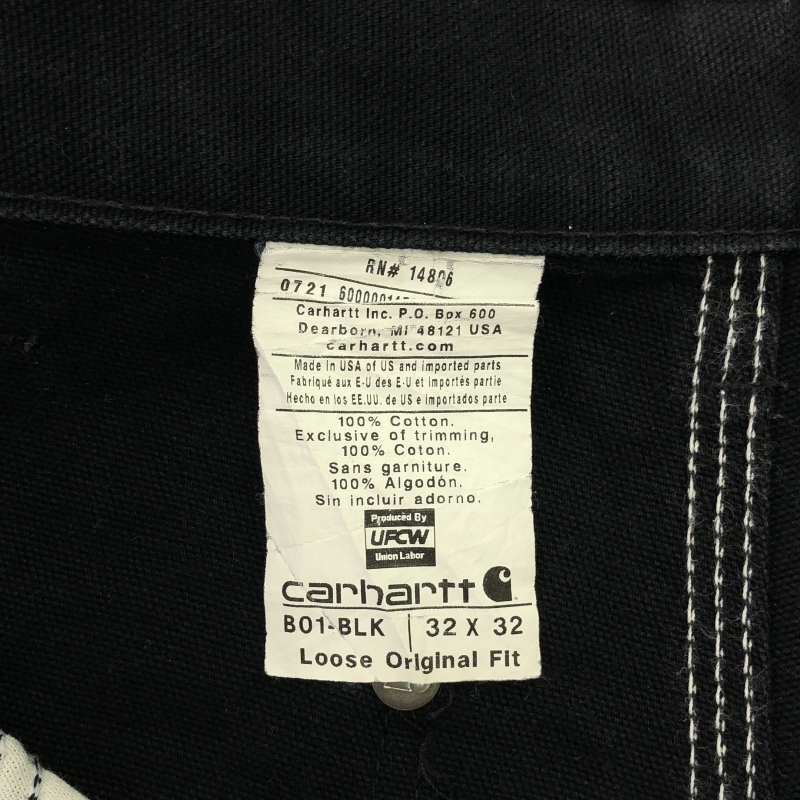 RN# 14806
0721
Carhartt Inc. P.O. Box 600
Dearborn, MI 48121 USA
carhartt.com
Made in USA of US and imported parts
Fabriqué aux E-U des E-U et importés partie
Hecho en los EE.UU. de US e importados parte
100% Cotton.
Exclusive of trimming,
100% Coton.
Sans garniture.
100% Algodón.
Sin incluir adorno.
Produced By
UFCW
Union Labor
carhartt
B01-BLK 32 X 32
Loose Original Fit